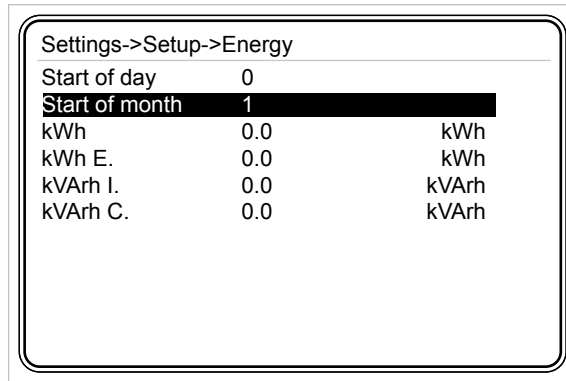 Settings->Setup->Energy
Start of day 0
Start of month 1
kWh 0.0 kWh
kWh E. 0.0 kWh
kVArh I. 0.0 kVArh
kVArh C. 0.0 kVArh